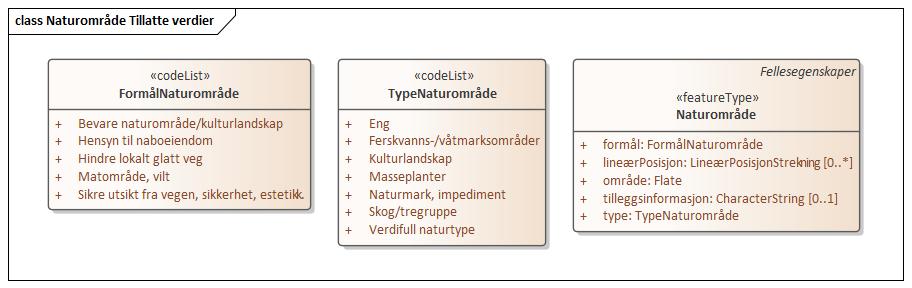 class Naturområde Tillatte verdier
«codeList»
FormålNaturområde
+ Bevare naturområde/kulturlandskap
+ Hensyn til naboeiendom
+ Hindre lokalt glatt veg
+ Matområde, vilt
+ Sikre utsikt fra vegen, sikkerhet, estetikk.
«codeList»
TypeNaturområde
+ Eng
+ Ferskvanns-/våtmarksområder
+ Kulturlandskap
+ Masseplanter
+ Naturmark, impediment
+ Skog/tregruppe
+ Verdifull naturtype
Fellesegenskaper
«featureType»
Naturområde
+ formål: FormålNaturområde
+ lineærPosisjon: LineærPosisjonStrekning [0..*]
+ område: Flate
+ tilleggsinformasjon: CharacterString [0..1]
+ type: TypeNaturområde